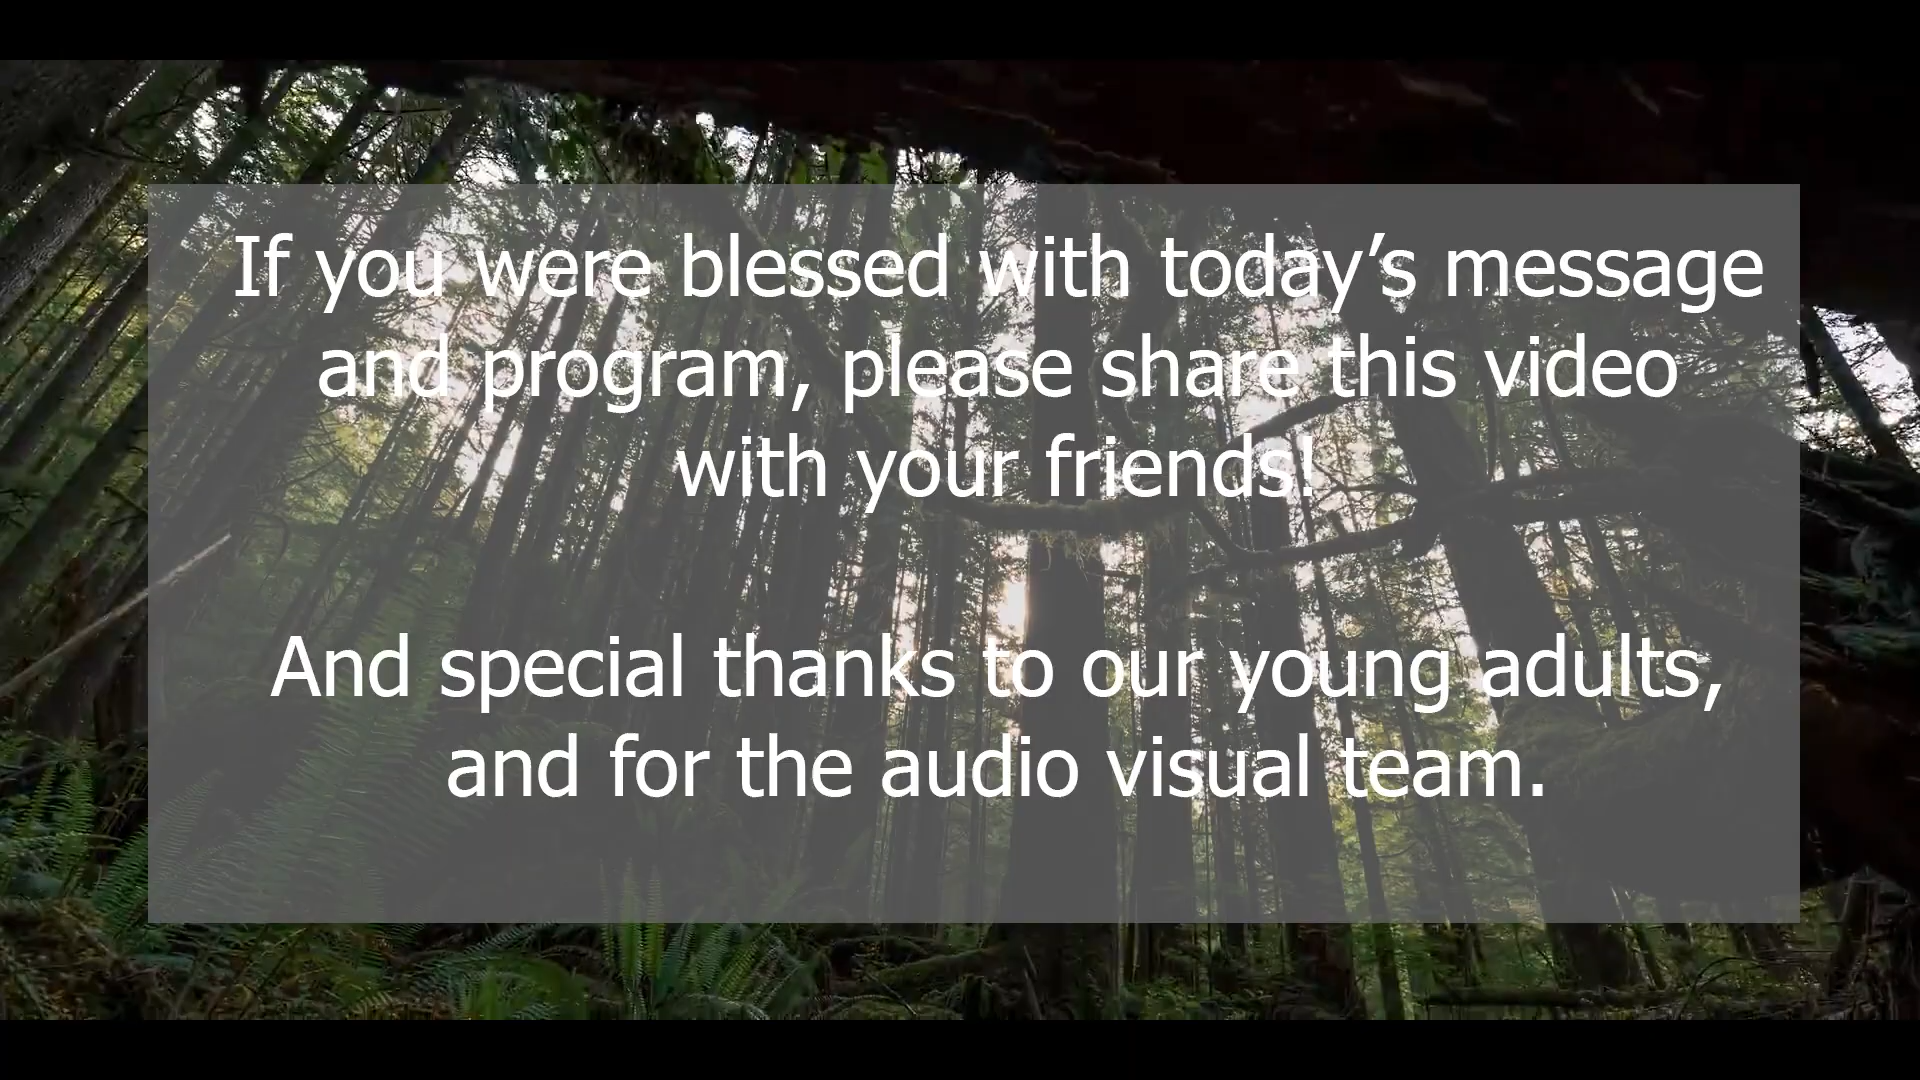 If you were blessed with today’s message
and program, please share this video
with your friends!
And special thanks to our young adults,
and for the audio visual team.